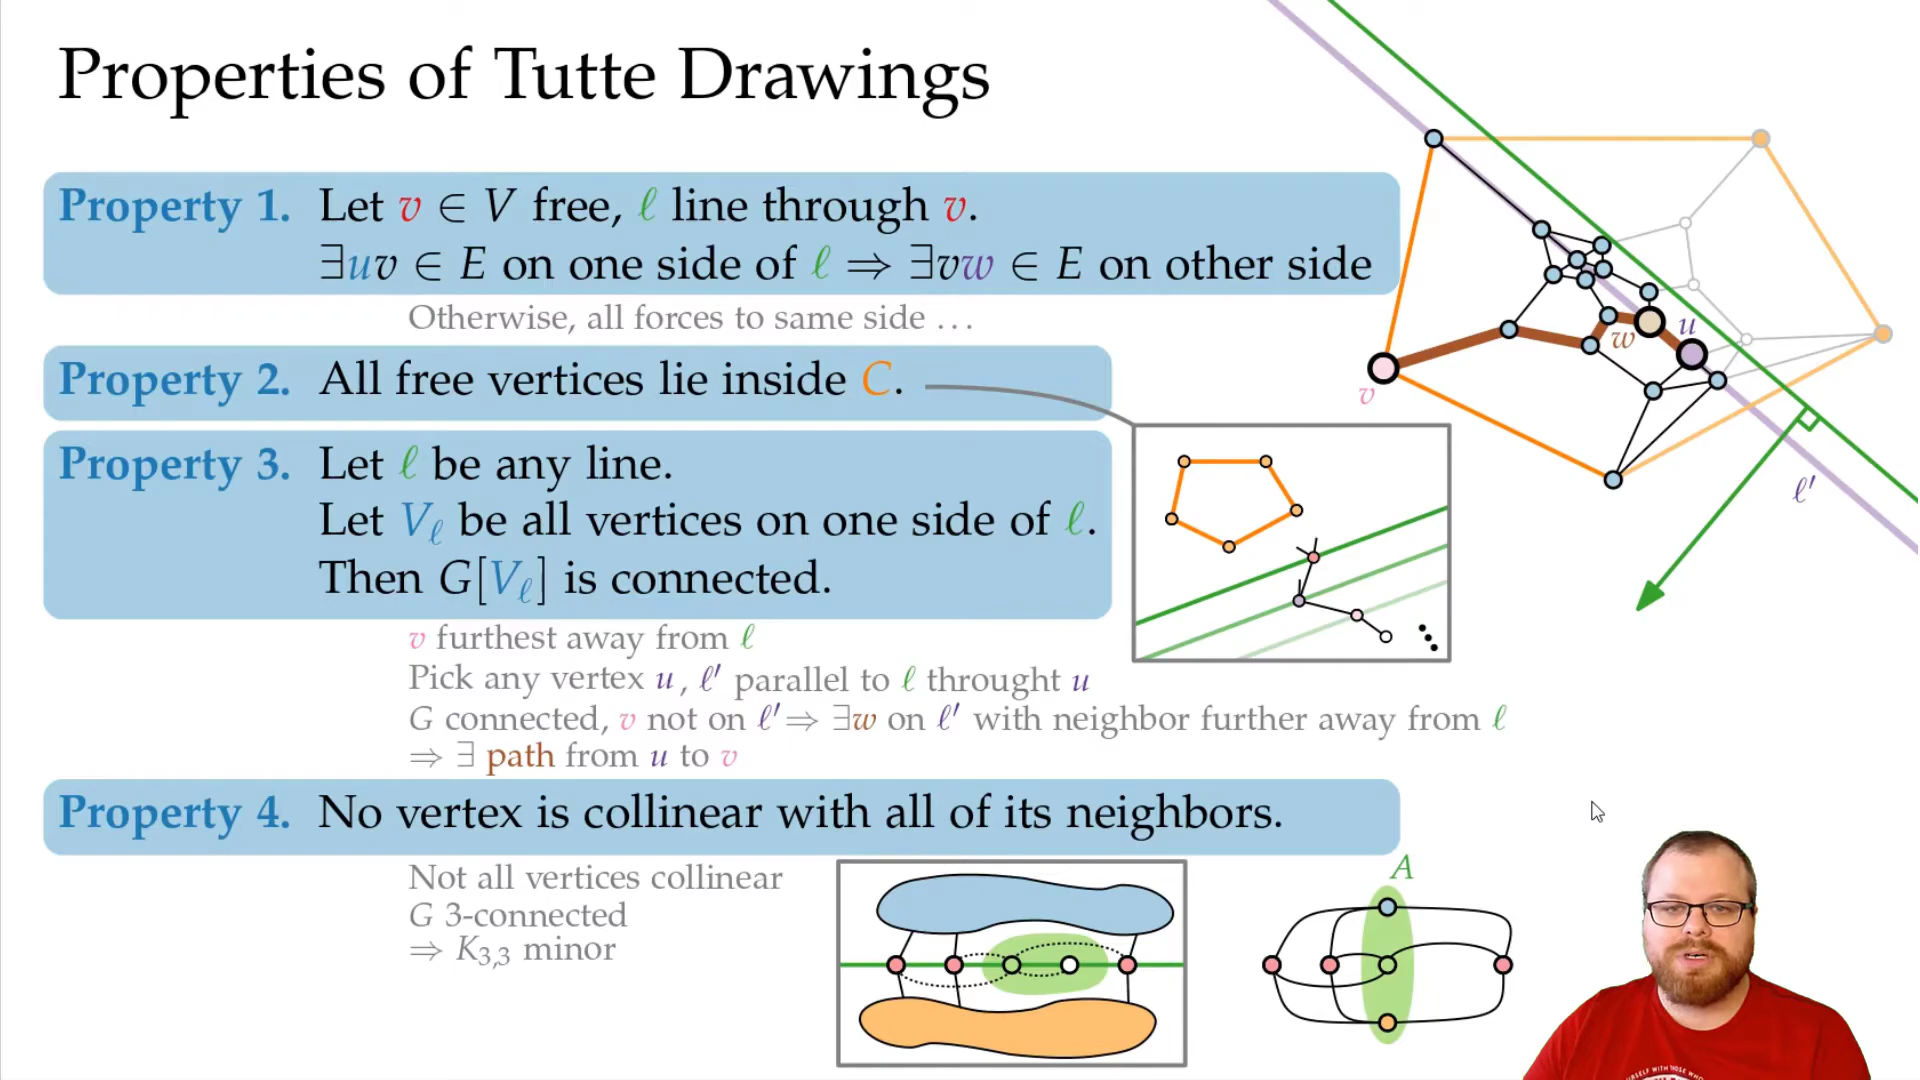 Properties of Tutte Drawings
Property 1. Let v ∈ V free, ℓ line through v.
∃uv ∈ E on one side of ℓ ⇒ ∃vw ∈ E on other side
Otherwise, all forces to same side …
Property 2. All free vertices lie inside C.
Property 3. Let ℓ be any line.
Let Vℓ be all vertices on one side of ℓ.
Then G[Vℓ] is connected.
v furthest away from ℓ
Pick any vertex u, ℓ′ parallel to ℓ throught u
G connected, v not on ℓ′ ⇒ ∃w on ℓ′ with neighbor further away from ℓ
⇒ ∃ path from u to v
Property 4. No vertex is collinear with all of its neighbors.
Not all vertices collinear
G 3-connected
⇒ K3,3 minor
v
w
u
ℓ′
A